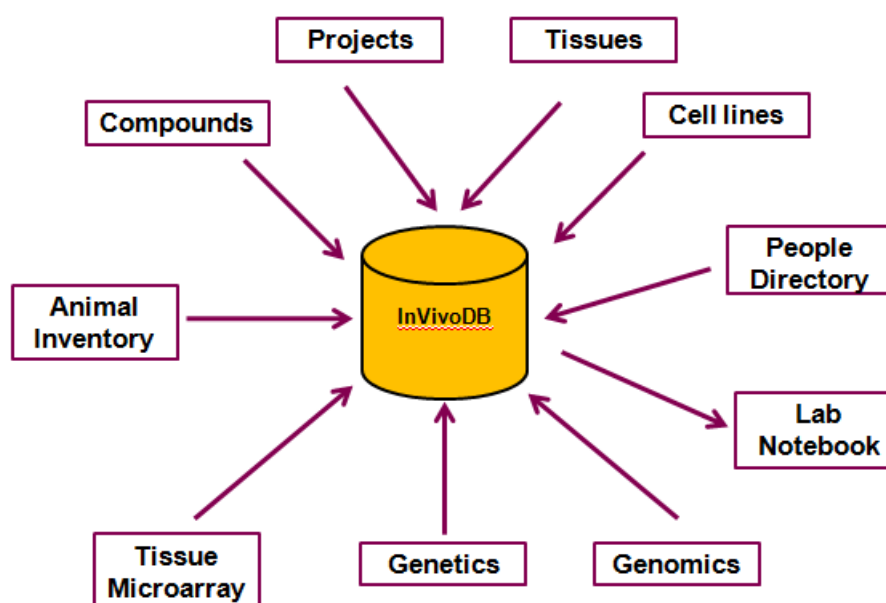 Projects
Tissues
Compounds
Cell lines
People
Directory
Animal
Inventory
InVivoDB
Lab
Notebook
Tissue
Microarray
Genetics
Genomics